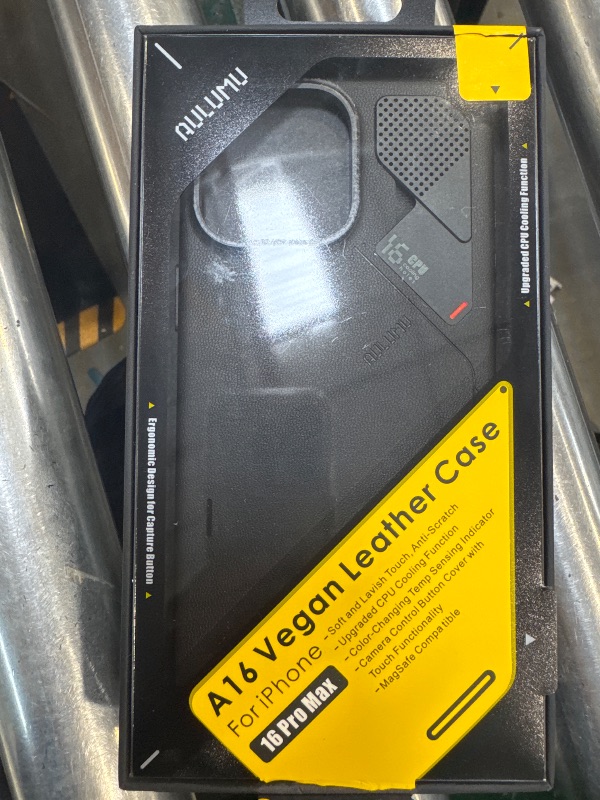 AULUMU
Upgraded CPU Cooling Function
16 CPU
AULUMU
Ergonomic Design for Capture Button
A16 Vegan Leather Case
For iPhone
16 Pro Max
-Soft and Lavish Touch, Anti-Scratch
-Upgraded CPU Cooling Function
-Color-Changing Temp Sensing Indicator
-Camera Control Button Cover with
Touch Functionality
-MagSafe Compatible